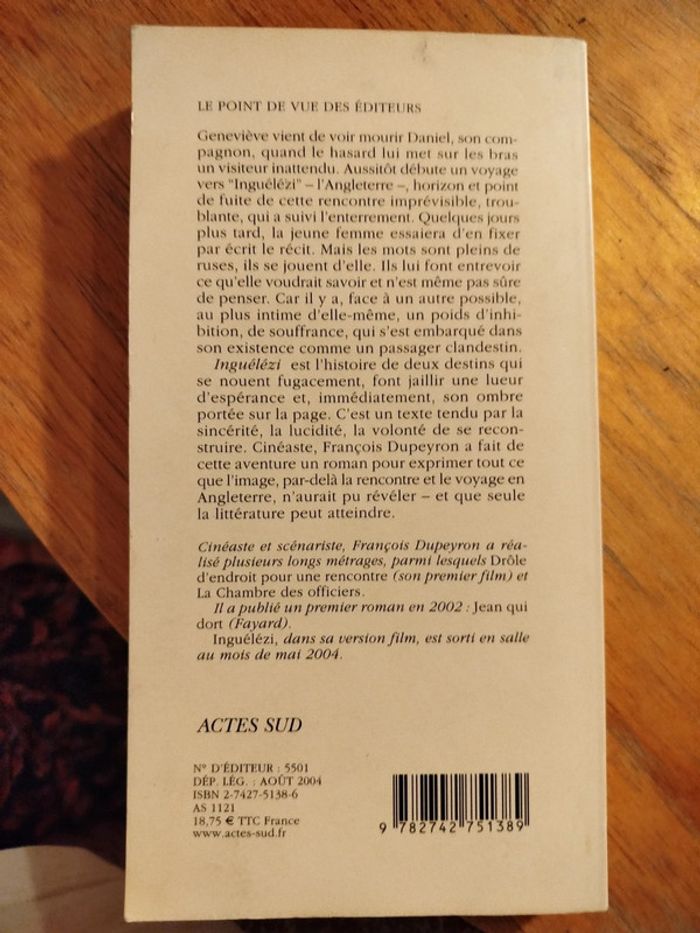 LE POINT DE VUE DES ÉDITEURS
Geneviève vient de voir mourir Daniel, son com-
pagnon, quand le hasard lui met sur les bras
un visiteur inattendu. Aussitôt débute un voyage
vers "Inguélézi" – l'Angleterre –, horizon et point
de fuite de cette rencontre imprévisible, trou-
blante, qui a suivi l'enterrement. Quelques jours
plus tard, la jeune femme essaiera d'en fixer
par écrit le récit. Mais les mots sont pleins de
ruses, ils se jouent d'elle. Ils lui font entrevoir
ce qu'elle voudrait savoir et n'est même pas sûre
de penser. Car il y a, face à un autre possible,
au plus intime d'elle-même, un poids d'inhi-
bition, de souffrance, qui s'est embarqué dans
son existence comme un passager clandestin.
Inguélézi est l'histoire de deux destins qui
se nouent fugacement, font jaillir une lueur
d'espérance et, immédiatement, son ombre
portée sur la page. C'est un texte tendu par la
sincérité, la lucidité, la volonté de se recons-
truire. Cinéaste, François Dupeyron a fait de
cette aventure un roman pour exprimer tout ce
que l'image, par-delà la rencontre et le voyage en
Angleterre, n'aurait pu révéler – et que seule
la littérature peut atteindre.
Cinéaste et scénariste, François Dupeyron a réa-
lisé plusieurs longs métrages, parmi lesquels Drôle
d'endroit pour une rencontre (son premier film) et
La Chambre des officiers.
Il a publié un premier roman en 2002 : Jean qui
dort (Fayard).
Inguélézi, dans sa version film, est sorti en salle
au mois de mai 2004.
ACTES SUD
N° D'ÉDITEUR : 5501
DÉP. LÉG. : AOÛT 2004
ISBN 2-7427-5138-6
AS 1121
18,75 € TTC France
www.actes-sud.fr
9 782742 751389